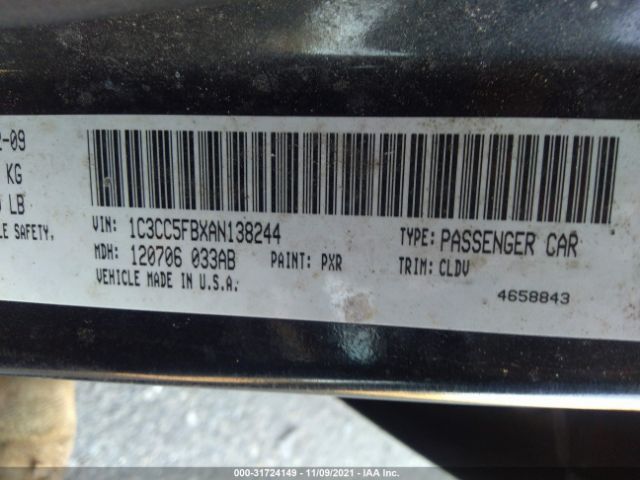 2-09
KG
LB
LE SAFETY.
VIN: 1C3CC5FBXAN138244
TYPE: PASSENGER CAR
MDH: 120706 033AB
PAINT: PXR
TRIM: CLDV
VEHICLE MADE IN U.S.A.
4658843
000-31724149 - 11/09/2021 - IAA Inc.